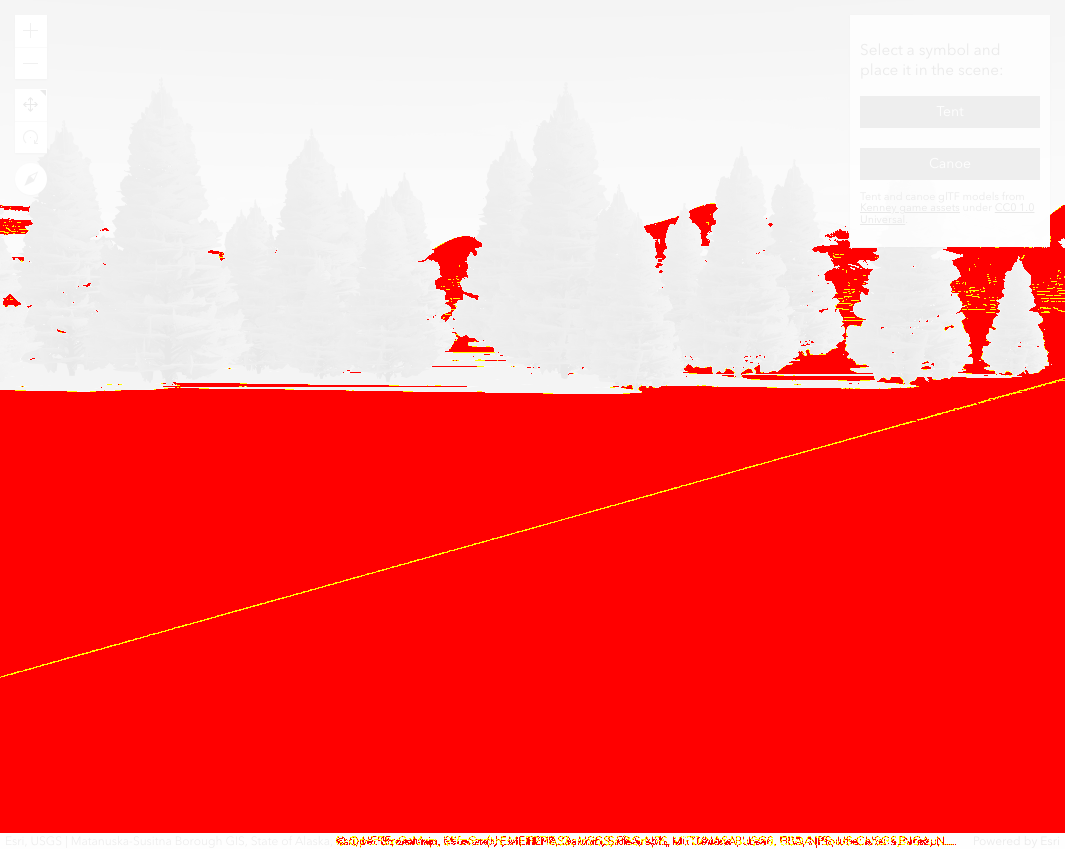 Select a symbol and
place it in the scene:
Tent
Canoe
Tent and canoe glTF models from
Kenney game assets under CC0 1.0
Universal
Esri, USGS | Matanuska-Susitna Borough GIS, State of Alaska
Powered by Esri